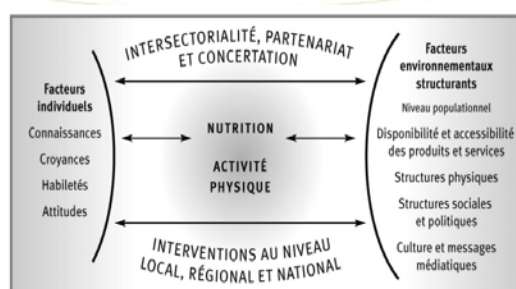 INTERSECTORIALITÉ, PARTENARIAT
ET CONCERTATION
Facteurs
individuels
Connaissances
Croyances
Habiletés
Attitudes
NUTRITION
ACTIVITÉ
PHYSIQUE
Facteurs
environnementaux
structurants
Niveau populationnel
Disponibilité et accessibilité
des produits et services
Structures physiques
Structures sociales
et politiques
Culture et messages
médiatiques
INTERVENTIONS AU NIVEAU
LOCAL, RÉGIONAL ET NATIONAL